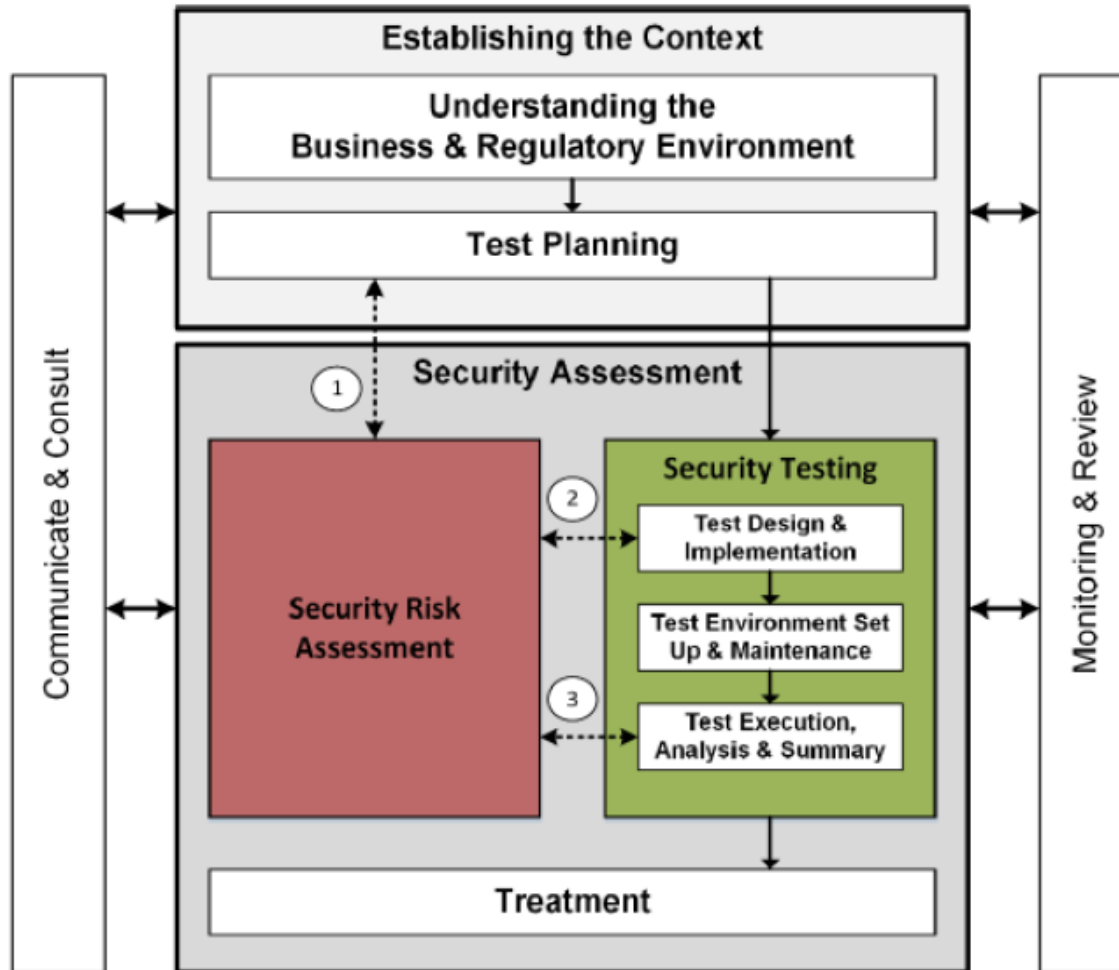 Establishing the Context
Understanding the
Business & Regulatory Environment
Test Planning
Communicate & Consult
Monitoring & Review
Security Assessment
1
Security Risk
Assessment
2
3
Security Testing
Test Design &
Implementation
Test Environment Set
Up & Maintenance
Test Execution,
Analysis & Summary
Treatment